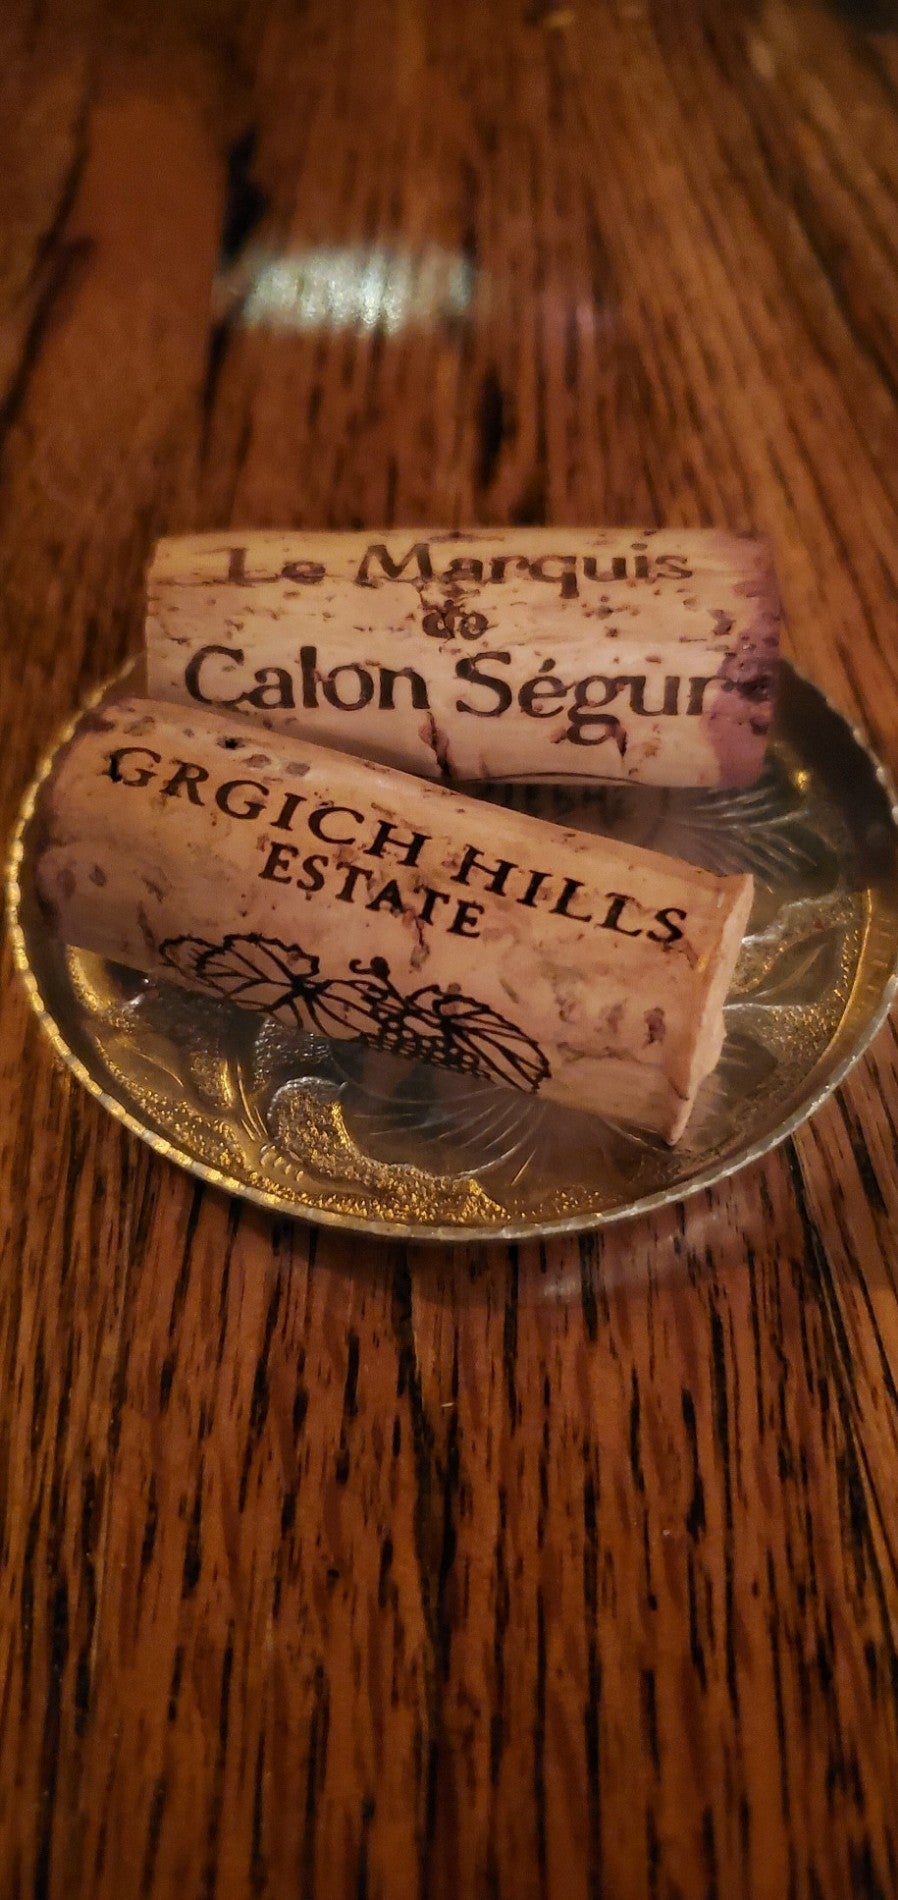 Le Marquis
de
Calon Ségur
GRGICH HILLS
ESTATE